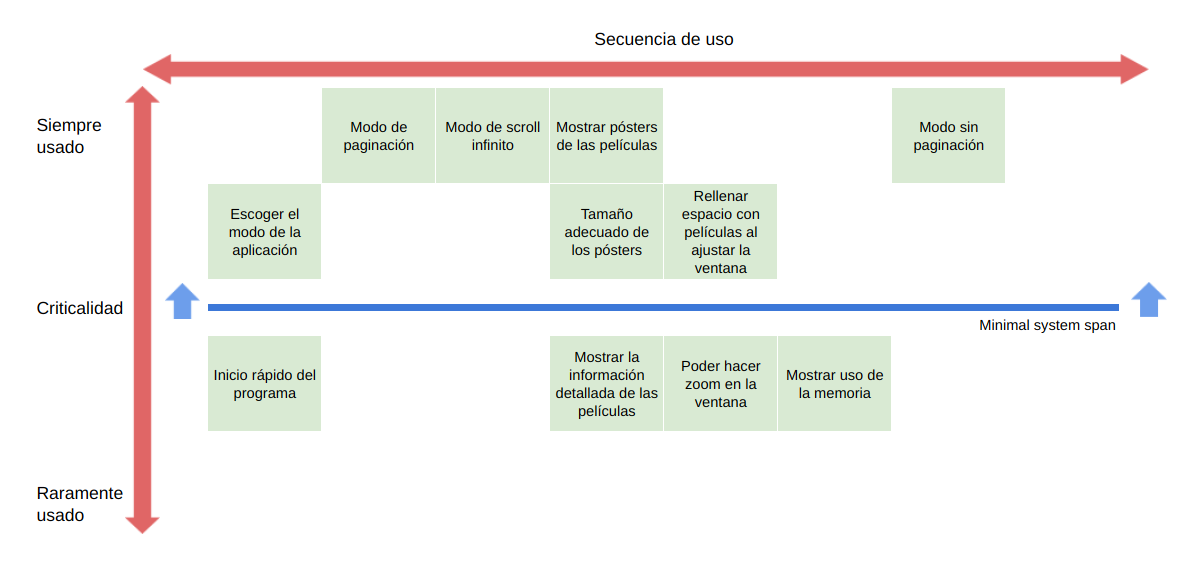 Secuencia de uso
Siempre
usado
Modo de
paginación
Modo de scroll
infinito
Mostrar pósters
de las películas
Modo sin
paginación
Escoger el
modo de la
aplicación
Tamaño
adecuado de
los pósters
Rellenar
espacio con
películas al
ajustar la
ventana
Criticalidad
Minimal system span
Inicio rápido del
programa
Mostrar la
información
detallada de las
películas
Poder hacer
zoom en la
ventana
Mostrar uso de
la memoria
Raramente
usado